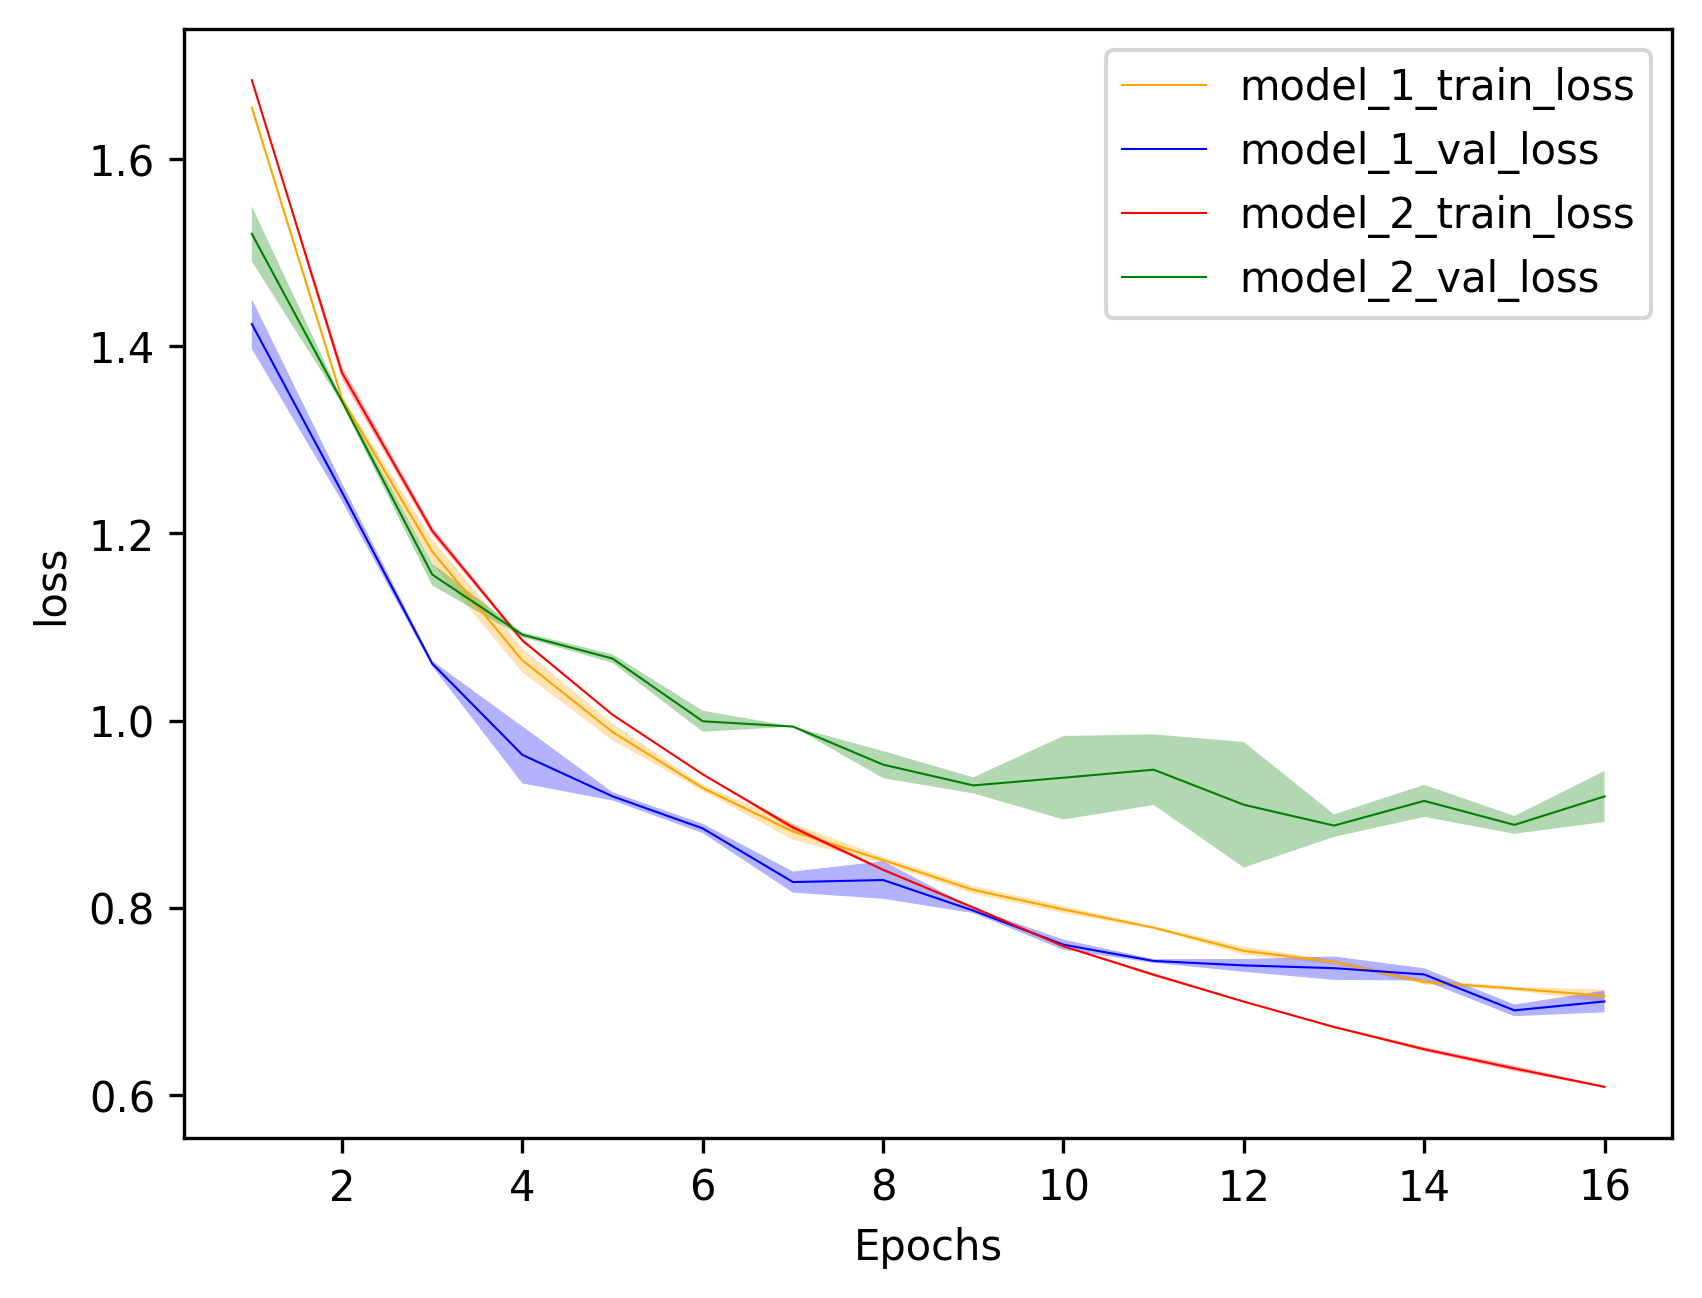 model_1_train_loss
model_1_val_loss
model_2_train_loss
model_2_val_loss
1.6
1.4
1.2
1.0
0.8
0.6
loss
2 4 6 8 10 12 14 16
Epochs